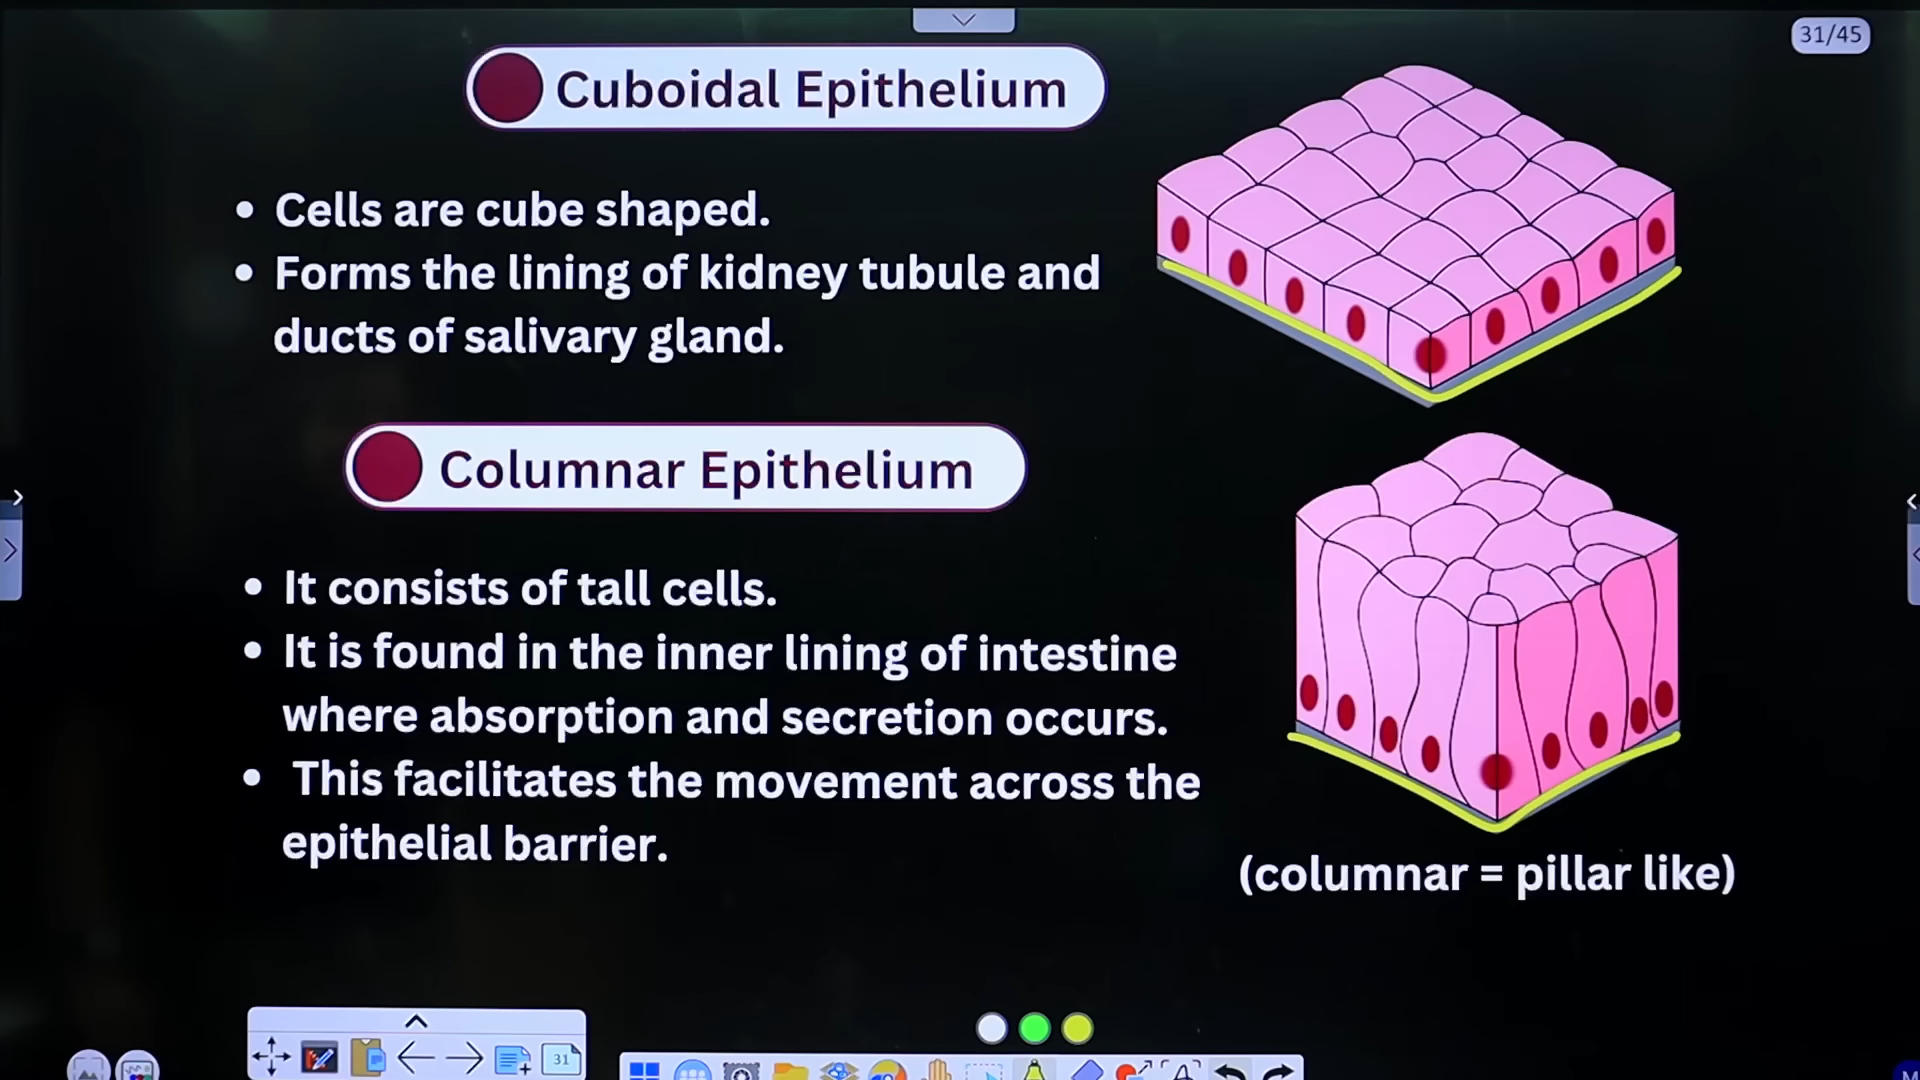 31/45
Cuboidal Epithelium
• Cells are cube shaped.
• Forms the lining of kidney tubule and
ducts of salivary gland.
Columnar Epithelium
• It consists of tall cells.
• It is found in the inner lining of intestine
where absorption and secretion occurs.
• This facilitates the movement across the
epithelial barrier.
(columnar = pillar like)
31